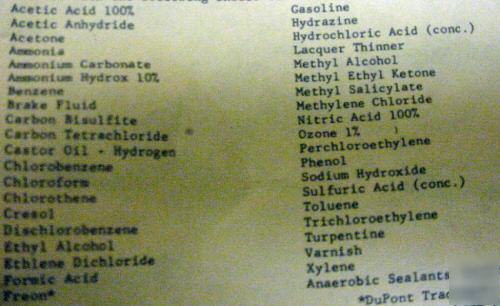 Acetic Acid 100%
Acetic Anhydride
Acetone
Ammonia
Ammonium Carbonate
Ammonium Hydrox 10%
Benzene
Brake Fluid
Carbon Bisulfite
Carbon Tetrachloride *
Castor Oil - Hydrogen
Chlorobenzene
Chloroform
Chlorothene
Cresol
Dischlorobenzene
Ethyl Alcohol
Ethlene Dichloride
Formic Acid
Freon*
Gasoline
Hydrazine
Hydrochloric Acid (conc.)
Lacquer Thinner
Methyl Alcohol
Methyl Ethyl Ketone
Methyl Salicylate
Methylene Chloride
Nitric Acid 100%
Ozone 1%
Perchloroethylene
Phenol
Sodium Hydroxide
Sulfuric Acid (conc.)
Toluene
Trichloroethylene
Turpentine
Varnish
Xylene
Anaerobic Sealants
*DuPont